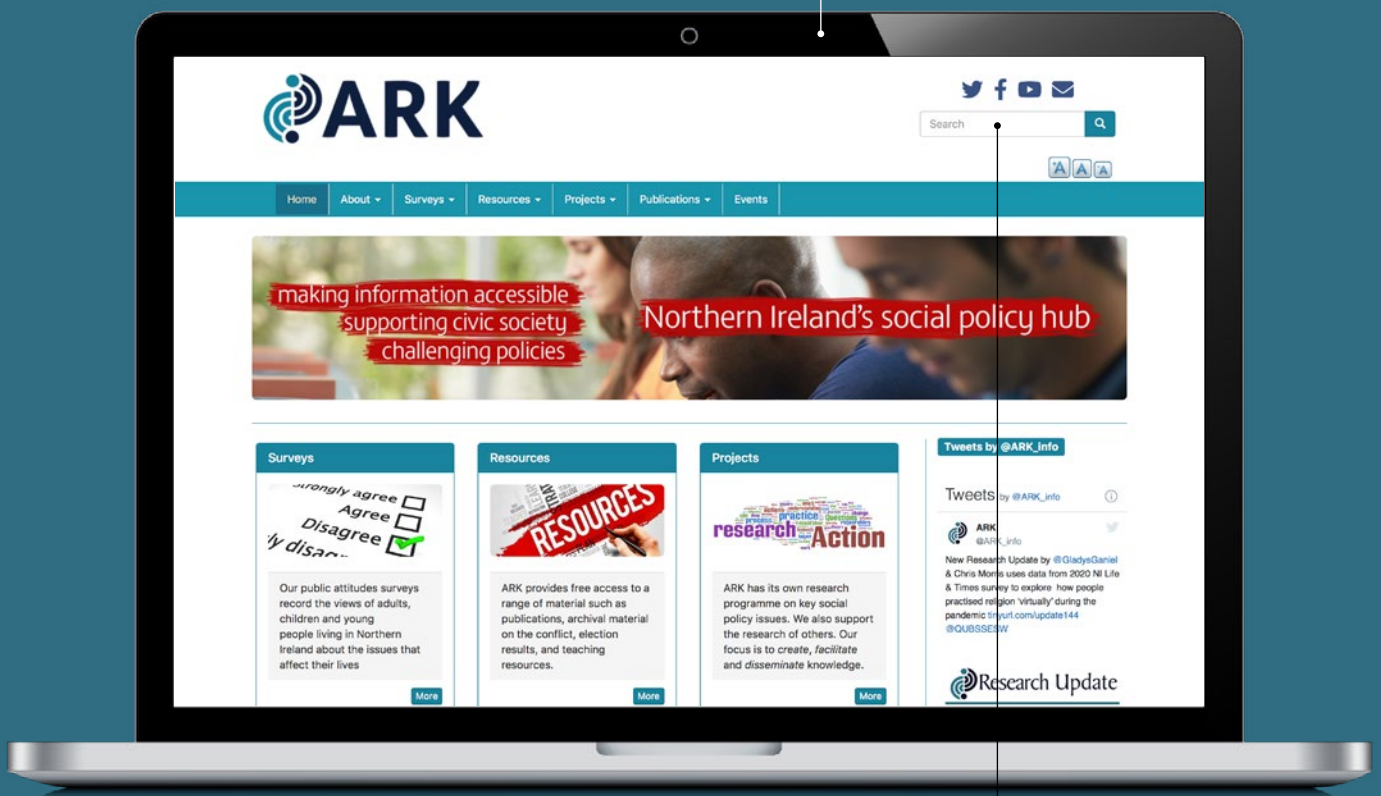 ARK
Search
A A A
Home About Surveys Resources Projects Publications Events
making information accessible
supporting civic society
challenging policies
Northern Ireland's social policy hub
Surveys
Strongly agree
Agree
Disagree
Our public attitudes surveys
record the views of adults,
children and young
people living in Northern
Ireland about the issues that
affect their lives
More
Resources
RESOURCES
ARK provides free access to a
range of material such as
publications, archival material
on the conflict, election
results, and teaching
resources.
More
Projects
practice
research Action
ARK has its own research
programme on key social
policy issues. We also support
the research of others. Our
focus is to create, facilitate
and disseminate knowledge.
More
Tweets by @ARK_info
Tweets by @ARK_info
ARK
@ARK_info
New Research Update by @GladysGaniel
& Chris Morris uses data from 2020 NI Life
& Times survey to explore how people
practised religion 'virtually' during the
pandemic tinyurl.com/update144
@QUBSSESW
Research Update